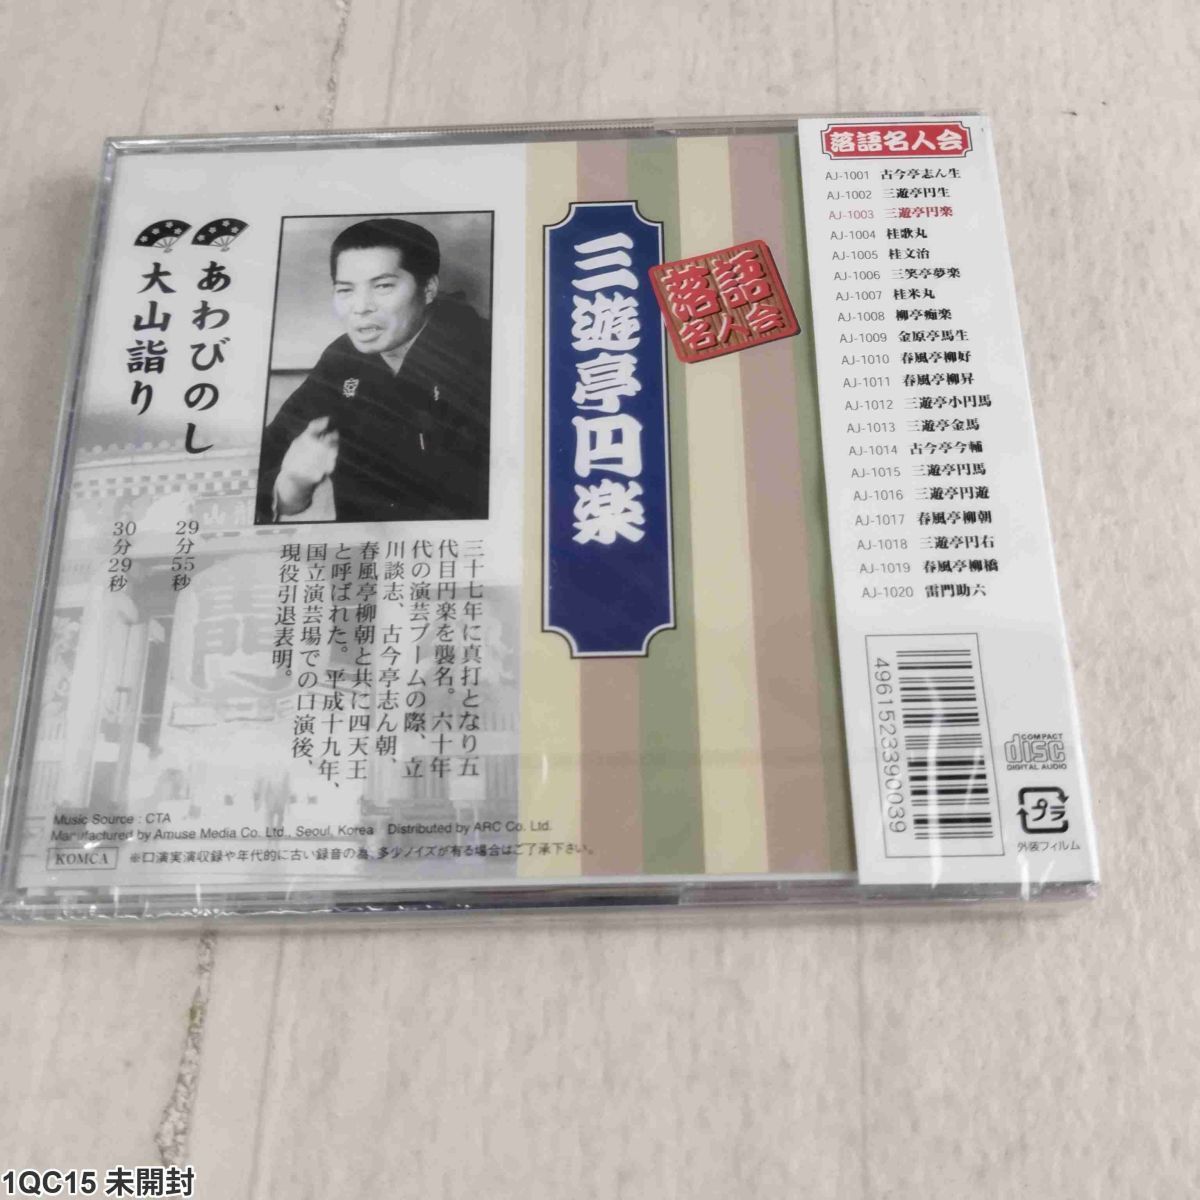 落語名人会
AJ-1001 古今亭志ん生
AJ-1002 三遊亭円生
AJ-1003 三遊亭円楽
AJ-1004 桂歌丸
AJ-1005 桂文治
AJ-1006 三笑亭夢楽
AJ-1007 桂米丸
AJ-1008 柳亭痴楽
AJ-1009 金原亭馬生
AJ-1010 春風亭柳好
AJ-1011 春風亭柳昇
AJ-1012 三遊亭小円馬
AJ-1013 三遊亭金馬
AJ-1014 古今亭今輔
AJ-1015 三遊亭円馬
AJ-1016 三遊亭円遊
AJ-1017 春風亭柳朝
AJ-1018 三遊亭円右
AJ-1019 春風亭柳橋
AJ-1020 雷門助六
4961523390039
COMPACT
disc
DIGITAL AUDIO
プラ
外装フィルム
落語
名人会
三遊亭円楽
あわびのし
29分55秒
大山詣り
30分29秒
三十七年に真打となり五
代目円楽を襲名。六十年
代の演芸ブームの際、立
川談志、古今亭志ん朝、
春風亭柳朝と共に四天王
と呼ばれた。平成十九年、
国立演芸場での口演後、
現役引退表明。
Music Source : CTA
Manufactured by Amuse Media Co. Ltd., Seoul, Korea Distributed by ARC Co. Ltd.
KOMCA ※口演実演収録や年代的に古い録音の為、多少ノイズが有る場合はご了承下さい。
1QC15 未開封